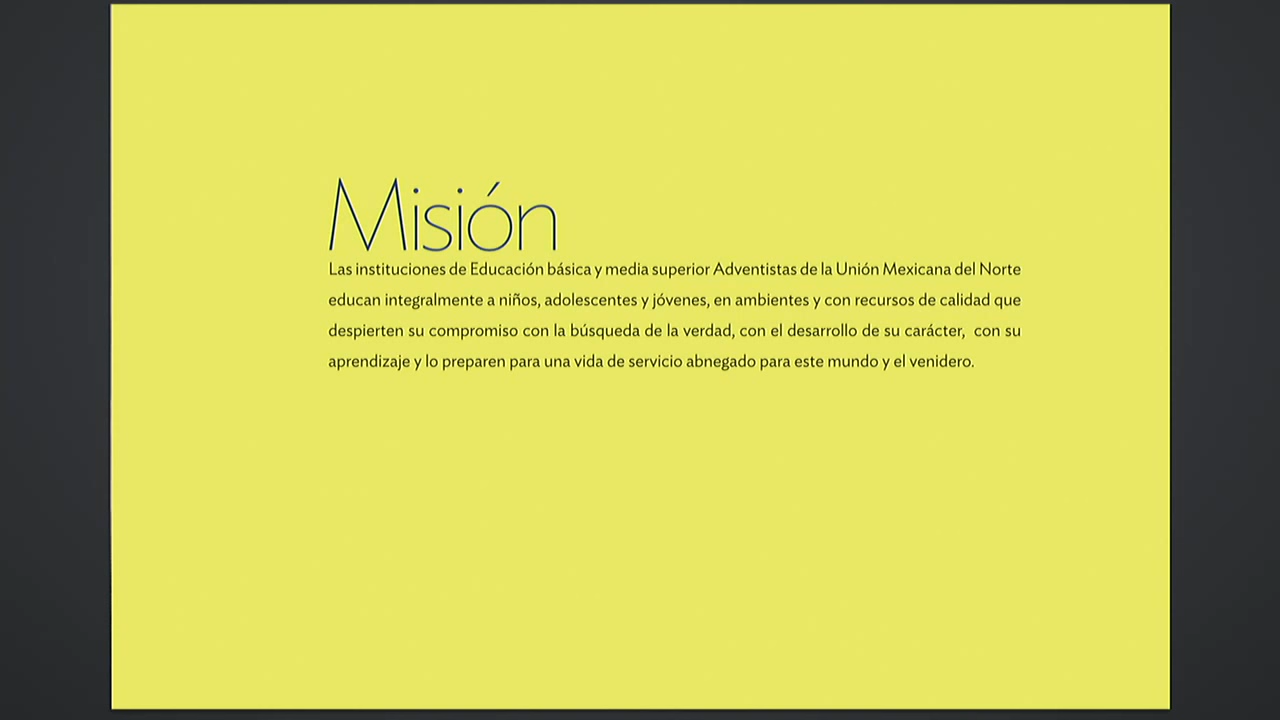 Misión
Las instituciones de Educación básica y media superior Adventistas de la Unión Mexicana del Norte
educan integralmente a niños, adolescentes y jóvenes, en ambientes y con recursos de calidad que
despierten su compromiso con la búsqueda de la verdad, con el desarrollo de su carácter,  con su
aprendizaje y lo preparen para una vida de servicio abnegado para este mundo y el venidero.